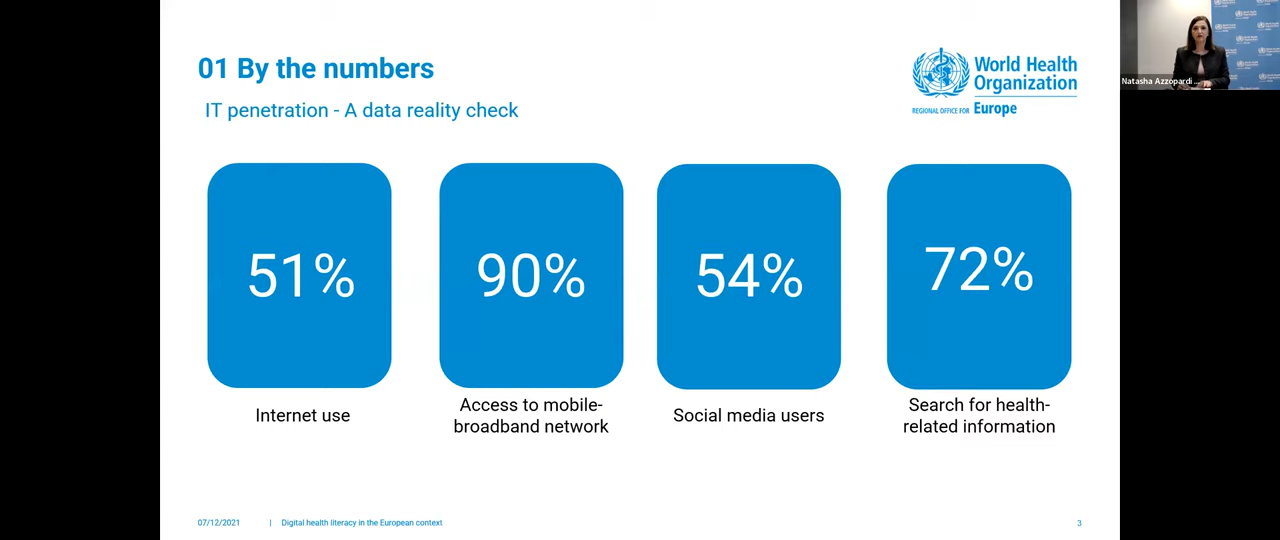 01 By the numbers
IT penetration - A data reality check
World Health
Organization
REGIONAL OFFICE FOR Europe
Natasha Azzopardi ...
51%
90%
54%
72%
Internet use
Access to mobile-
broadband network
Social media users
Search for health-
related information
07/12/2021 | Digital health literacy in the European context
3